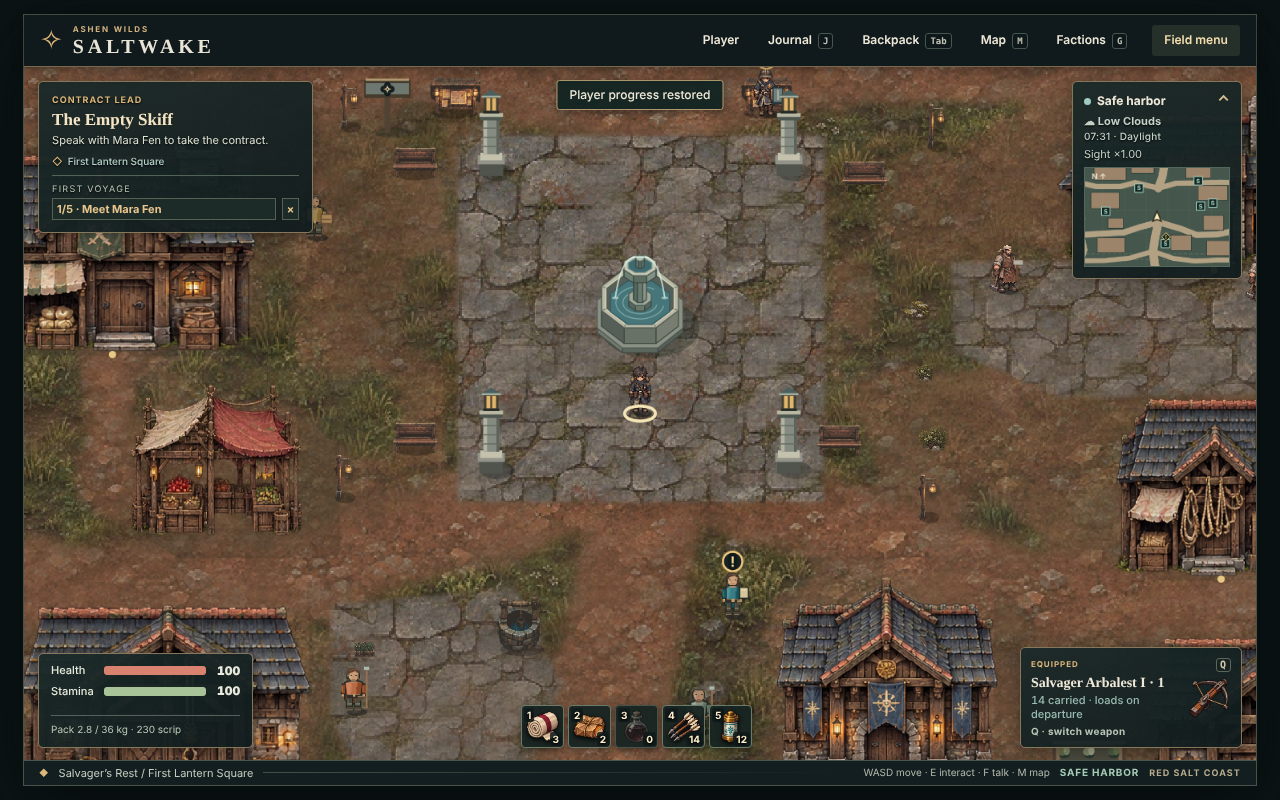 ASHEN WILDS
SALTWAKE
Player
Journal J
Backpack Tab
Map M
Factions G
Field menu
CONTRACT LEAD
The Empty Skiff
Speak with Mara Fen to take the contract.
First Lantern Square
FIRST VOYAGE
1/5 · Meet Mara Fen
×
Player progress restored
Safe harbor
Low Clouds
07:31 · Daylight
Sight ×1.00
N ↑
S
S
S
S
S
S
!
Health 100
Stamina 100
Pack 2.8 / 36 kg · 230 scrip
1 3
2 2
3 0
4 14
5 12
EQUIPPED Q
Salvager Arbalest I · 1
14 carried · loads on
departure
Q · switch weapon
Salvager's Rest / First Lantern Square
WASD move · E interact · F talk · M map SAFE HARBOR RED SALT COAST